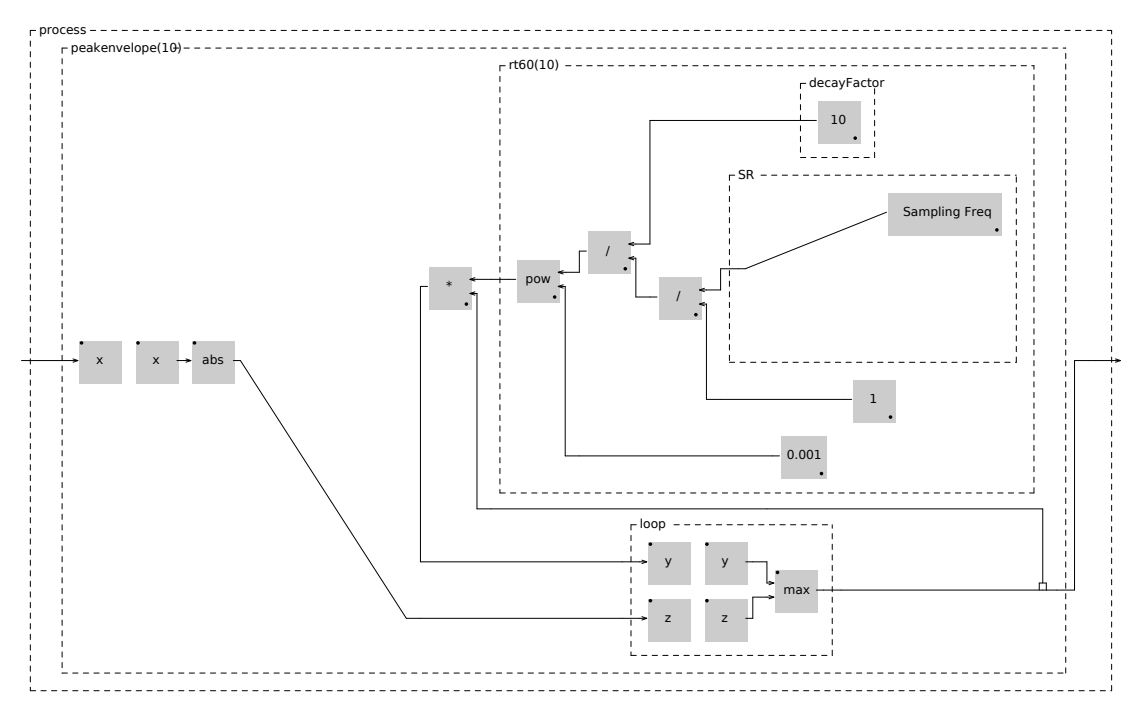 process
peakenvelope(10)
rt60(10)
decayFactor
10
SR
Sampling Freq
/
pow
*
/
x
x
abs
1
0.001
loop
y
y
max
z
z